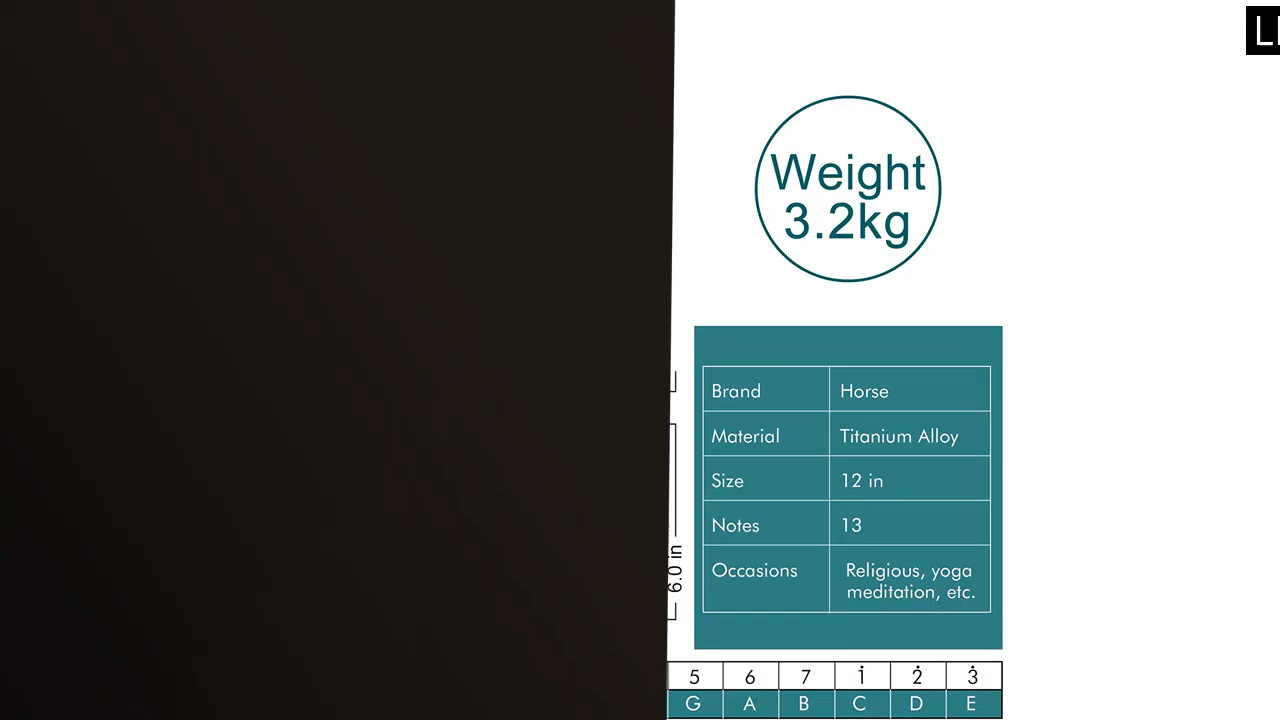 Weight
3.2kg
Brand Horse
Material Titanium Alloy
Size 12 in
Notes 13
Occasions Religious, yoga
meditation, etc.
6.0 in
5 6 7 1̇ 2̇ 3̇
G A B C D E